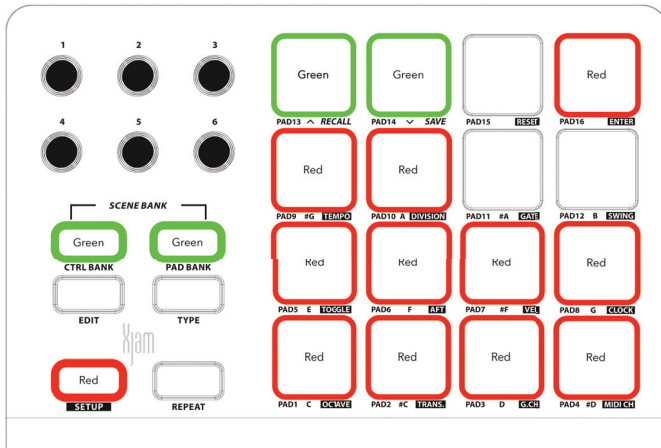 1 2 3
4 5 6
SCENE BANK
Green Green
CTRL BANK PAD BANK
EDIT TYPE
Xjam
Red
SETUP REPEAT
Green Green Red
PAD13 ^ RECALL PAD14 ⌄ SAVE PAD15 RESET PAD16 ENTER
Red Red
PAD9 #G TEMPO PAD10 A DIVISION PAD11 #A GATE PAD12 B SWING
Red Red Red Red
PAD5 E TOGGLE PAD6 F AFT PAD7 #F VEL PAD8 G CLOCK
Red Red Red Red
PAD1 C OCTAVE PAD2 #C TRANS. PAD3 D G.CH PAD4 #D MIDI CH